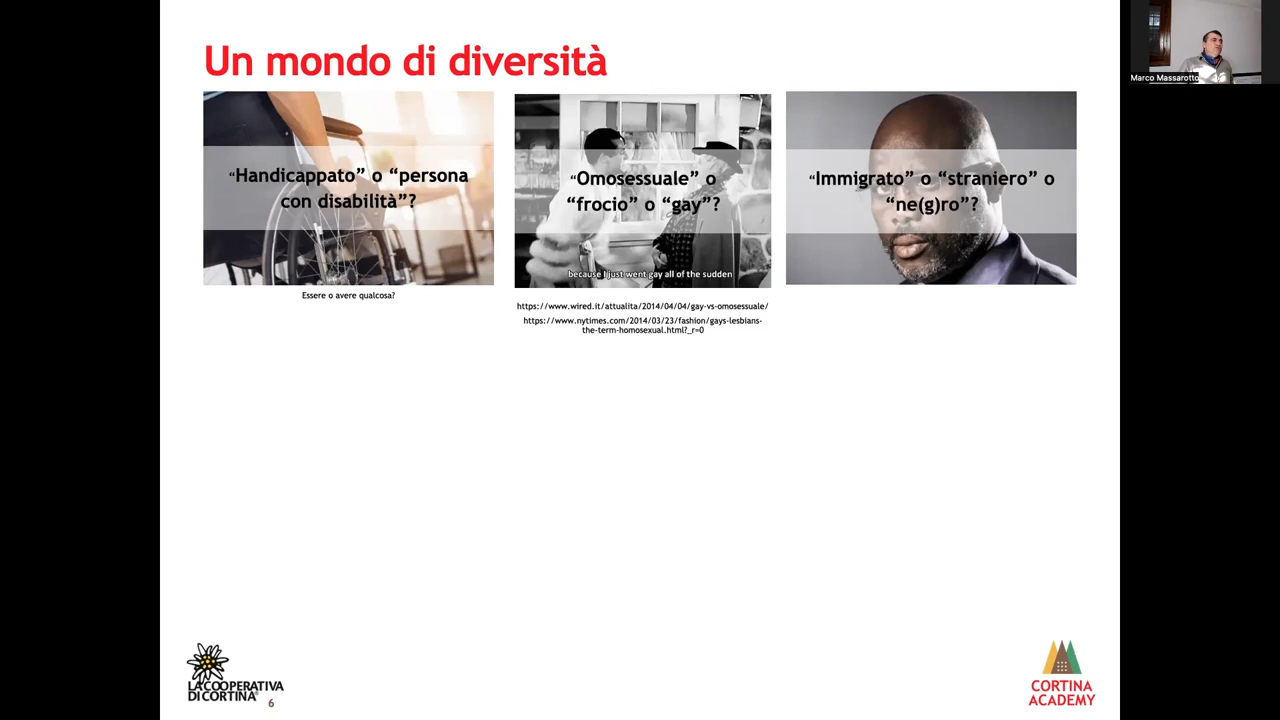 Un mondo di diversità
Marco Massarotto
“Handicappato” o “persona
con disabilità”?
“Omosessuale” o
“frocio” o “gay”?
“Immigrato” o “straniero” o
“ne(g)ro”?
because I just went gay all of the sudden
Essere o avere qualcosa?
https://www.wired.it/attualita/2014/04/04/gay-vs-omosessuale/
https://www.nytimes.com/2014/03/23/fashion/gays-lesbians-
the-term-homosexual.html?_r=0
LA COOPERATIVA
DI CORTINA®
6
CORTINA
ACADEMY